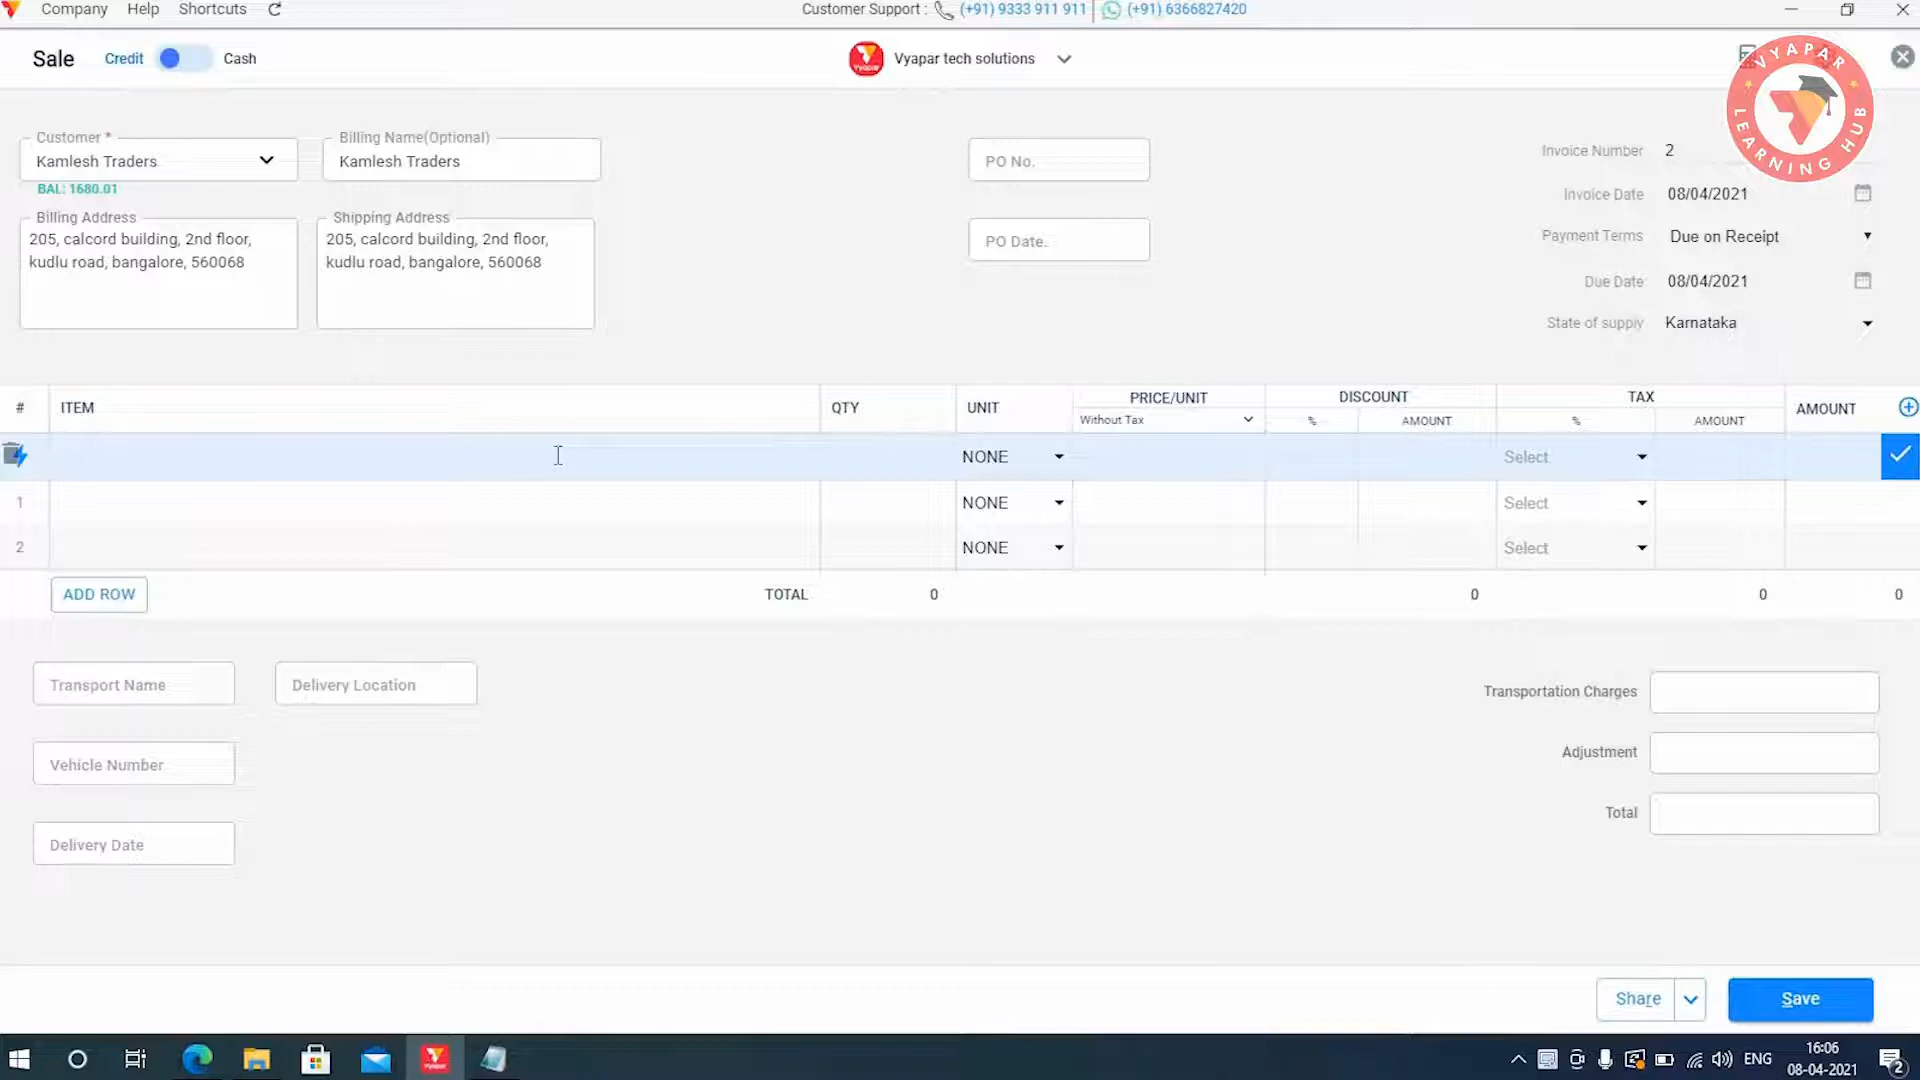 Company Help Shortcuts Customer Support : (+91) 9333 911 911 (+91) 6366827420
Sale Credit Cash Vyapar tech solutions
VYAPAR LEARNING HUB
Customer * Billing Name(Optional)
Kamlesh Traders Kamlesh Traders PO No. Invoice Number 2
BAL: 1680.01 Invoice Date 08/04/2021
Billing Address Shipping Address
205, calcord building, 2nd floor, 205, calcord building, 2nd floor, PO Date. Payment Terms Due on Receipt
kudlu road, bangalore, 560068 kudlu road, bangalore, 560068
Due Date 08/04/2021
State of supply Karnataka
# ITEM QTY UNIT PRICE/UNIT DISCOUNT TAX AMOUNT
Without Tax % AMOUNT % AMOUNT
NONE Select
1 NONE Select
2 NONE Select
ADD ROW TOTAL 0 0 0 0
Transport Name Delivery Location Transportation Charges
Vehicle Number Adjustment
Total
Delivery Date
Share Save
Vyapar
ENG 16:06
08-04-2021 2